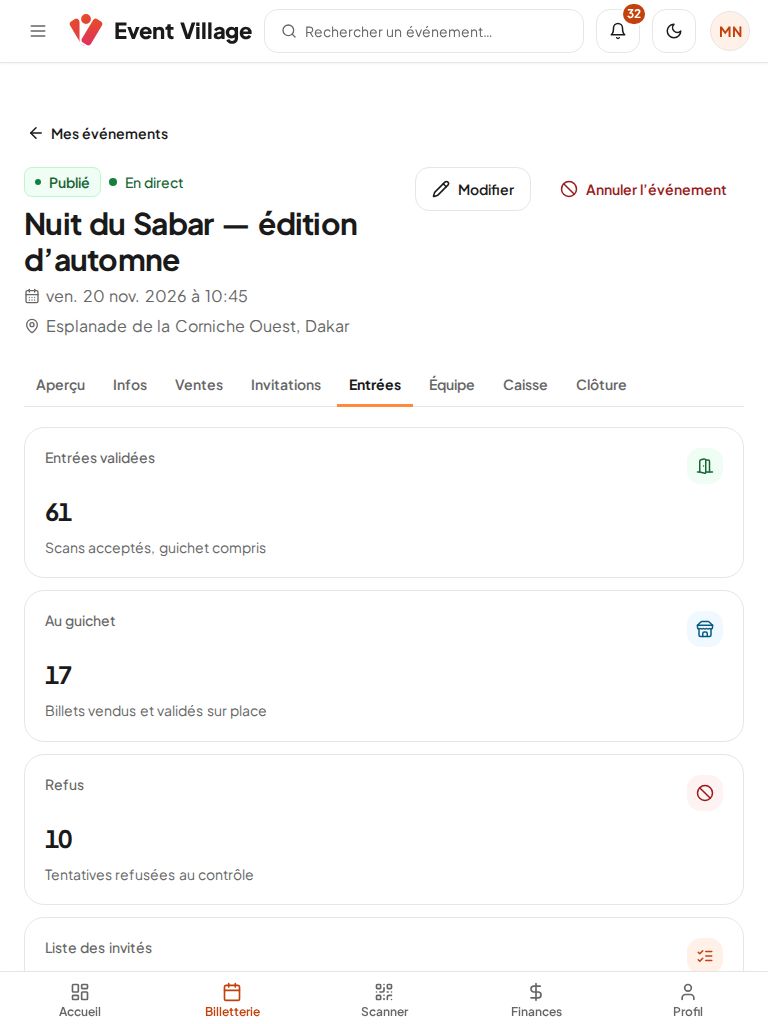 Event Village
Rechercher un événement...
32
MN
Mes événements
Publié
En direct
Modifier
Annuler l’événement
Nuit du Sabar — édition
d’automne
ven. 20 nov. 2026 à 10:45
Esplanade de la Corniche Ouest, Dakar
Aperçu
Infos
Ventes
Invitations
Entrées
Équipe
Caisse
Clôture
Entrées validées
61
Scans acceptés, guichet compris
Au guichet
17
Billets vendus et validés sur place
Refus
10
Tentatives refusées au contrôle
Liste des invités
Accueil
Billetterie
Scanner
Finances
Profil